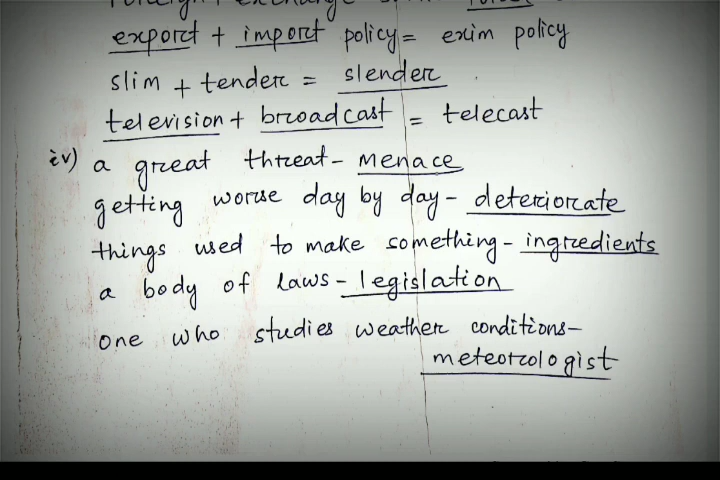 export + import policy = exim policy
slim + tender = slender
television + broadcast = telecast
iv) a great threat - menace
getting worse day by day - deteriorate
things used to make something - ingredients
a body of laws - legislation
one who studies weather conditions -
meteorologist